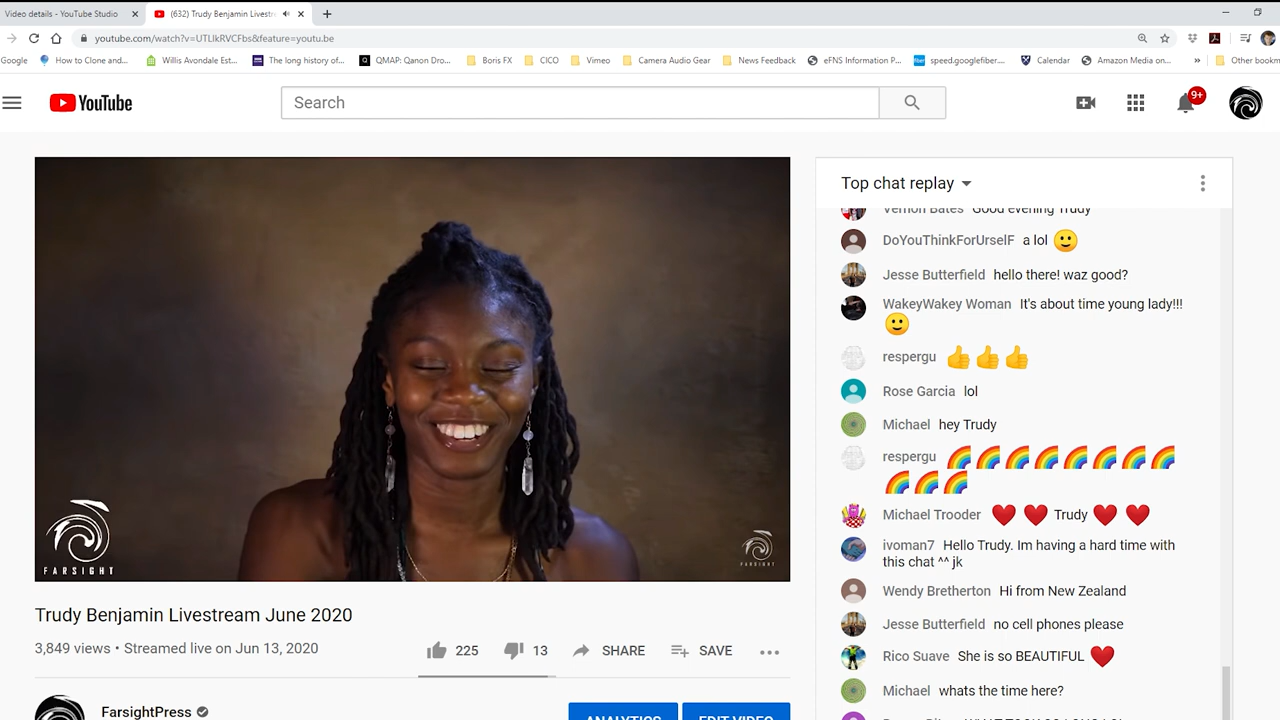 Video details - YouTube Studio
(632) Trudy Benjamin Livestre
youtube.com/watch?v=UTLlkRVCFbs&feature=youtu.be
Google How to Clone and... Willis Avondale Est... The long history of... QMAP: Qanon Dro... Boris FX CICO Vimeo Camera Audio Gear News Feedback eFNS Information P... speed.googlefiber... Calendar Amazon Media on... » Other bookm
YouTube
Search
9+
FARSIGHT
FARSIGHT
Trudy Benjamin Livestream June 2020
3,849 views • Streamed live on Jun 13, 2020
225 13 SHARE SAVE
FarsightPress
ANALYTICS EDIT VIDEO
Top chat replay
Vernon Bates Good evening Trudy
DoYouThinkForUrselF a lol 🙂
Jesse Butterfield hello there! waz good?
WakeyWakey Woman It's about time young lady!!!
🙂
respergu 👍👍👍
Rose Garcia lol
Michael hey Trudy
respergu 🌈🌈🌈🌈🌈🌈🌈🌈
🌈🌈🌈
Michael Trooder ❤️ ❤️ Trudy ❤️ ❤️
ivoman7 Hello Trudy. Im having a hard time with
this chat ^^ jk
Wendy Bretherton Hi from New Zealand
Jesse Butterfield no cell phones please
Rico Suave She is so BEAUTIFUL ❤️
Michael whats the time here?